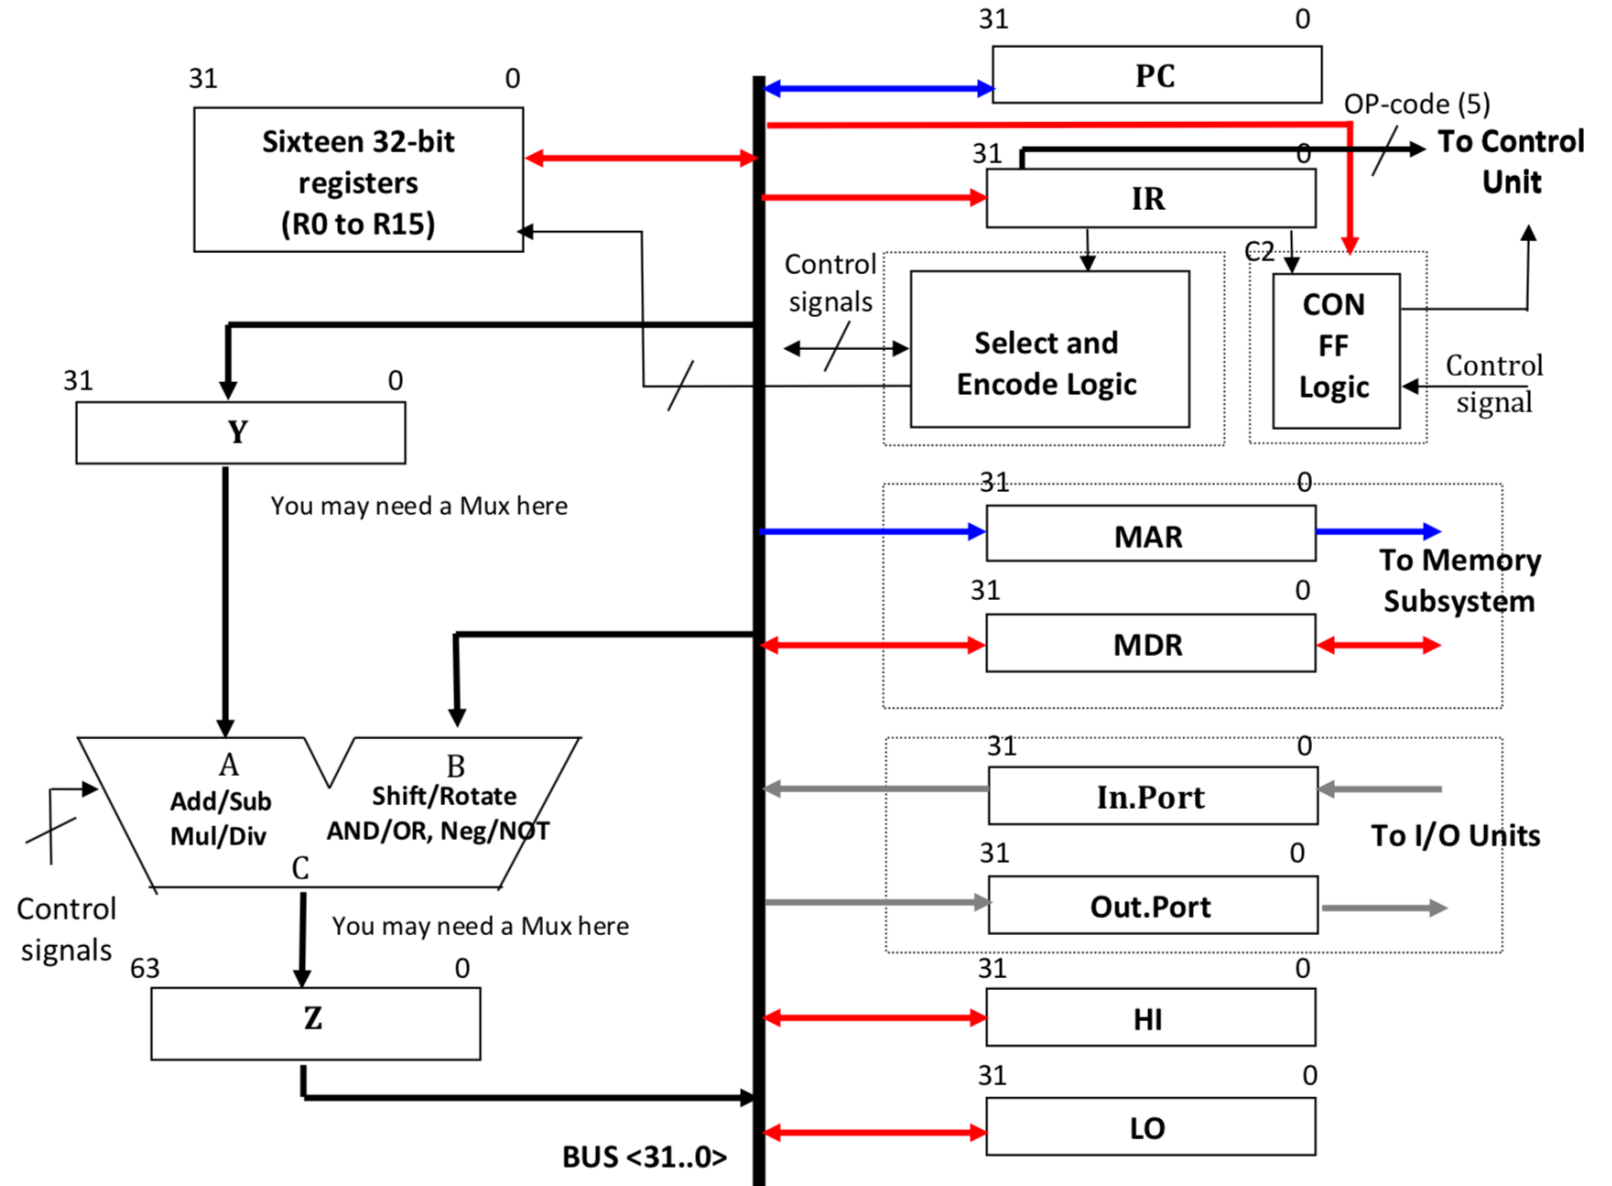 31 0
PC
OP-code (5)
To Control
Unit
31 0
Sixteen 32-bit
registers
(R0 to R15)
31 0
IR
Control
signals
Select and
Encode Logic
C2
CON
FF
Logic
Control
signal
31 0
Y
You may need a Mux here
31 0
MAR
To Memory
Subsystem
31 0
MDR
A
Add/Sub
Mul/Div
B
Shift/Rotate
AND/OR, Neg/NOT
C
Control
signals
31 0
In.Port
To I/O Units
31 0
Out.Port
You may need a Mux here
63 0
Z
31 0
HI
31 0
LO
BUS <31..0>